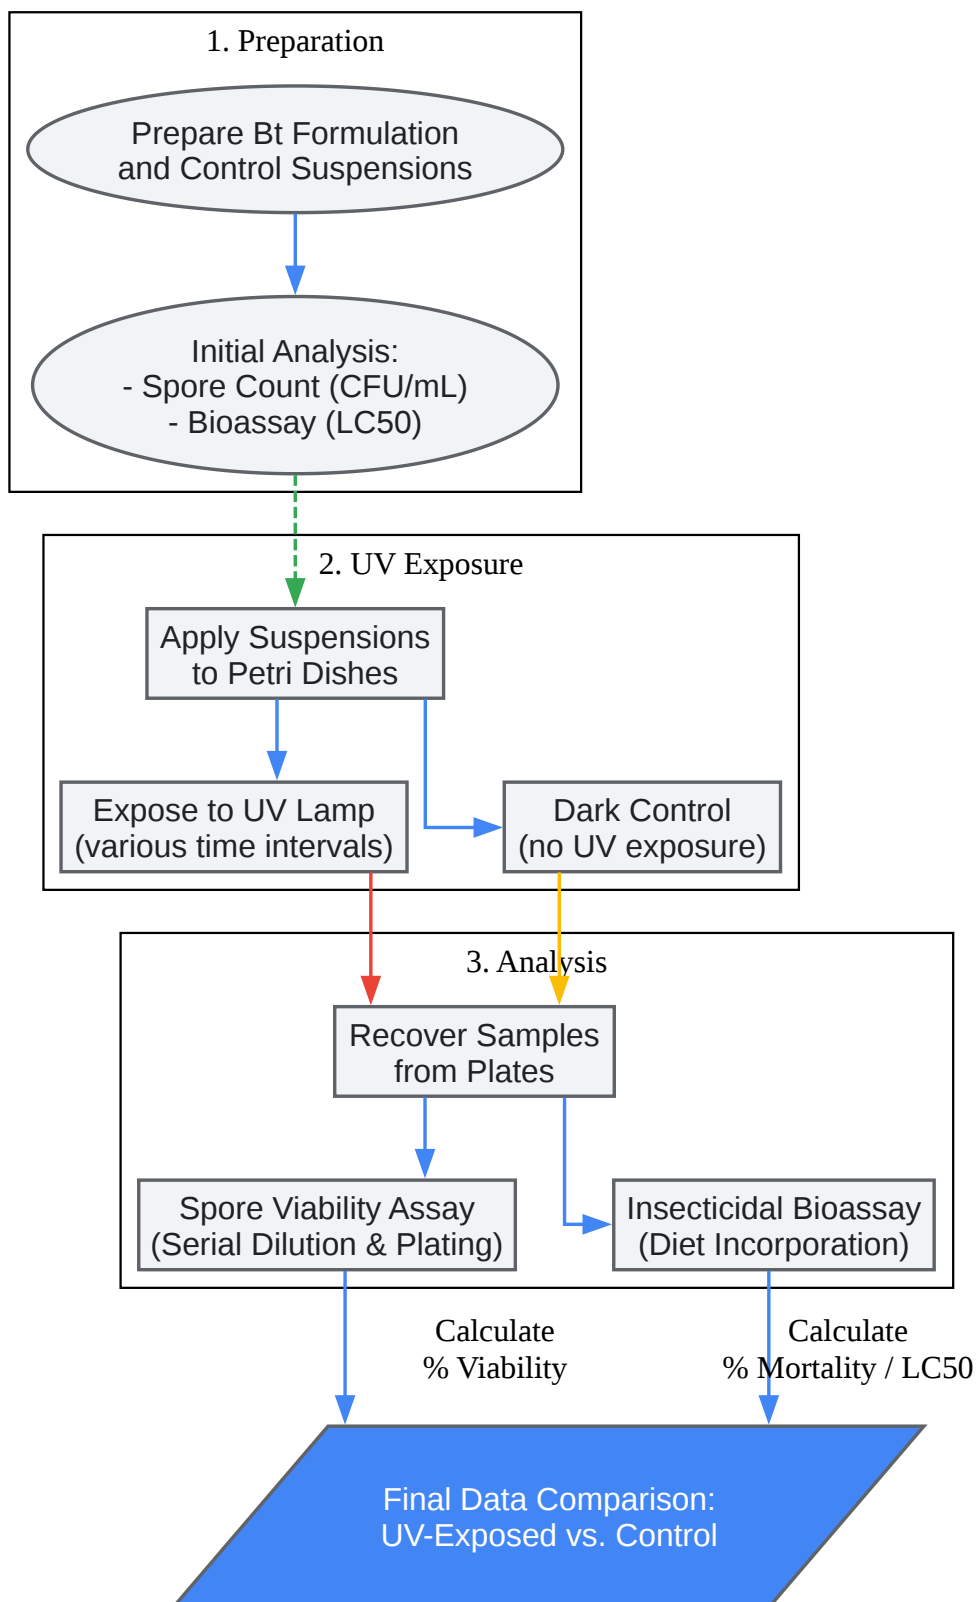 1. Preparation
Prepare Bt Formulation
and Control Suspensions
Initial Analysis:
- Spore Count (CFU/mL)
- Bioassay (LC50)
2. UV Exposure
Apply Suspensions
to Petri Dishes
Expose to UV Lamp
(various time intervals)
Dark Control
(no UV exposure)
3. Analysis
Recover Samples
from Plates
Spore Viability Assay
(Serial Dilution & Plating)
Insecticidal Bioassay
(Diet Incorporation)
Calculate
% Viability
Calculate
% Mortality / LC50
Final Data Comparison:
UV-Exposed vs. Control